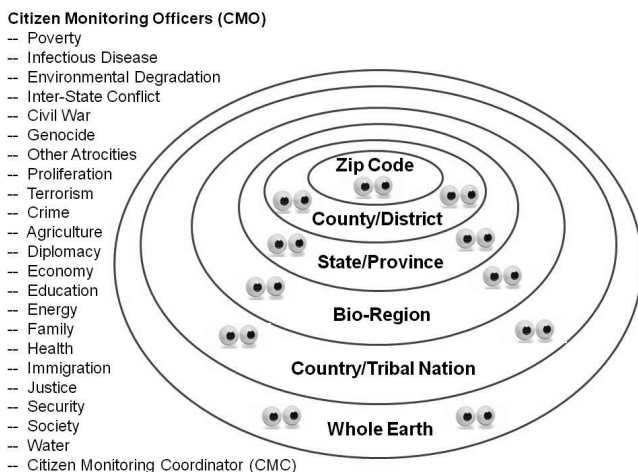 Citizen Monitoring Officers (CMO)
-- Poverty
-- Infectious Disease
-- Environmental Degradation
-- Inter-State Conflict
-- Civil War
-- Genocide
-- Other Atrocities
-- Proliferation
-- Terrorism
-- Crime
-- Agriculture
-- Diplomacy
-- Economy
-- Education
-- Energy
-- Family
-- Health
-- Immigration
-- Justice
-- Security
-- Society
-- Water
-- Citizen Monitoring Coordinator (CMC)
Zip Code
County/District
State/Province
Bio-Region
Country/Tribal Nation
Whole Earth